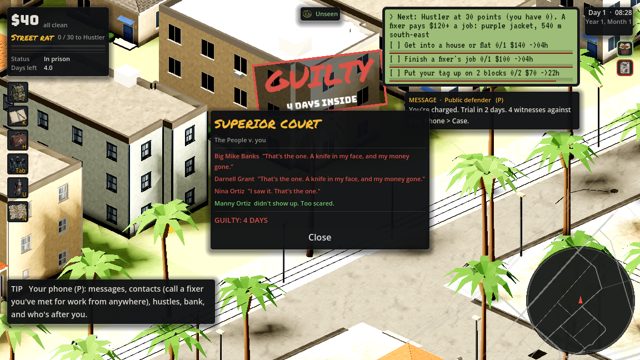 $40 all clean
STREET RAT 0 / 30 to Hustler
Status In prison
Days left 4.0
Tab
Unseen
> Next: Hustler at 30 points (you have 0). A
fixer pays $120+ a job: purple jacket, 540 m
south-east
[ ] Get into a house or flat 0/1 $140 ->04h
[ ] Finish a fixer's job 0/1 $100 ->04h
[ ] Put your tag up on 2 blocks 0/2 $70 ->22h
Day 1 · 08:28
Year 1, Month 1
MESSAGE · Public defender (P)
You're charged. Trial in 2 days. 4 witnesses against
hone > Case.
GUILTY
4 DAYS INSIDE
SUPERIOR COURT
The People v. you
Big Mike Banks "That's the one. A knife in my face, and my money
gone."
Darnell Grant "That's the one. A knife in my face, and my money gone."
Nina Ortiz "I saw it. That's the one."
Manny Ortiz didn't show up. Too scared.
GUILTY: 4 DAYS
Close
TIP Your phone (P): messages, contacts (call a fixer
you've met for work from anywhere), hustles, bank,
and who's after you.